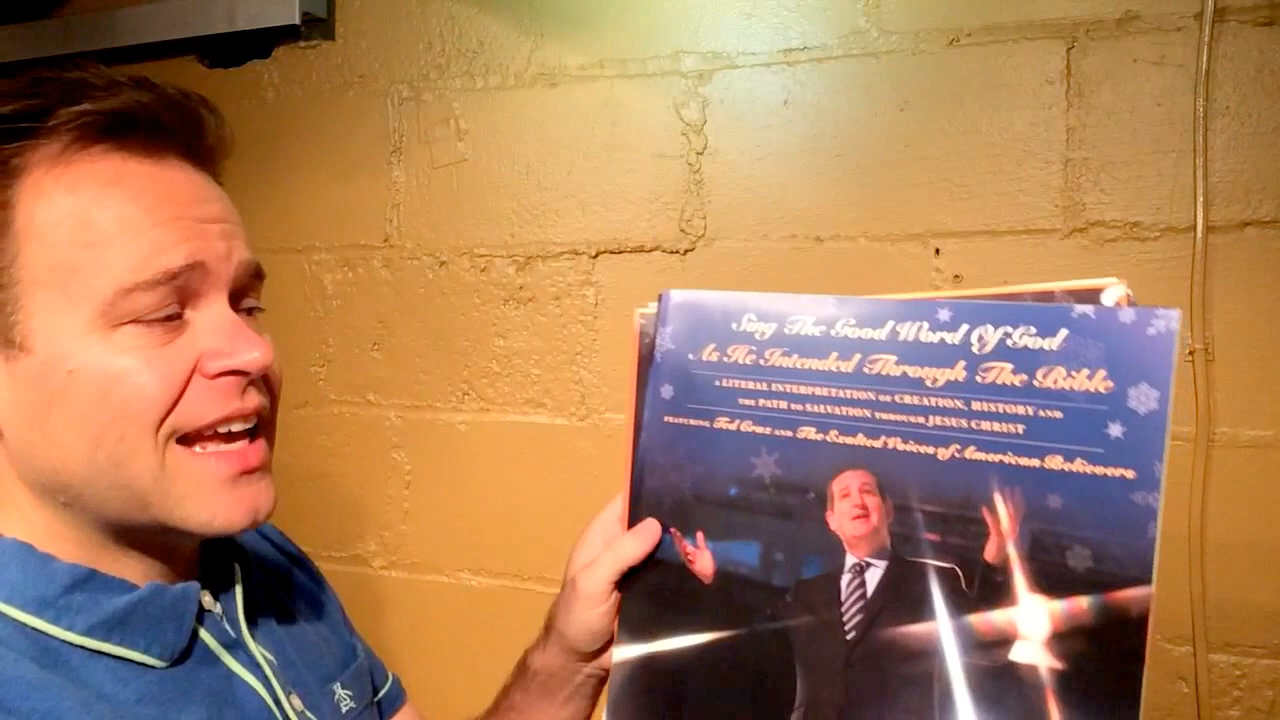 Sing The Good Word Of God
As He Intended Through The Bible
A LITERAL INTERPRETATION OF CREATION, HISTORY AND
THE PATH TO SALVATION THROUGH JESUS CHRIST
FEATURING Ted Cruz AND The Exalted Voices of American Believers